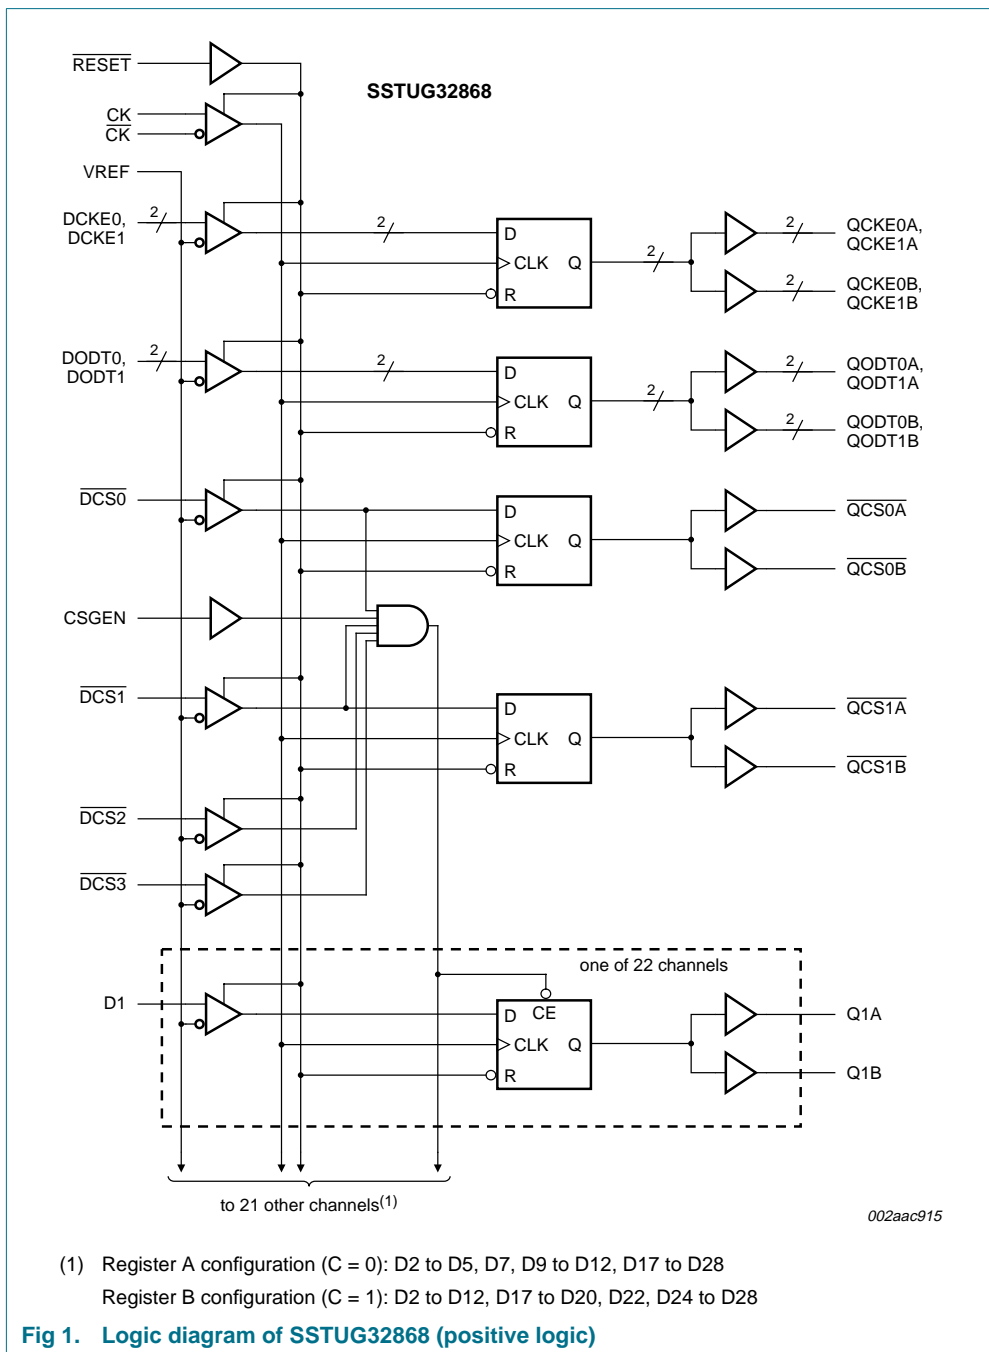 RESET
SSTUG32868
CK
CK
VREF
DCKE0,
DCKE1
2
2
D
CLK
Q
R
2
2
QCKE0A,
QCKE1A
2
QCKE0B,
QCKE1B
DODT0,
DODT1
2
2
D
CLK
Q
R
2
2
QODT0A,
QODT1A
2
QODT0B,
QODT1B
DCS0
D
CLK
Q
R
QCS0A
QCS0B
CSGEN
DCS1
D
CLK
Q
R
QCS1A
QCS1B
DCS2
DCS3
one of 22 channels
D1
D
CE
CLK
Q
R
Q1A
Q1B
to 21 other channels(1)
002aac915
(1) Register A configuration (C = 0): D2 to D5, D7, D9 to D12, D17 to D28
Register B configuration (C = 1): D2 to D12, D17 to D20, D22, D24 to D28
Fig 1. Logic diagram of SSTUG32868 (positive logic)